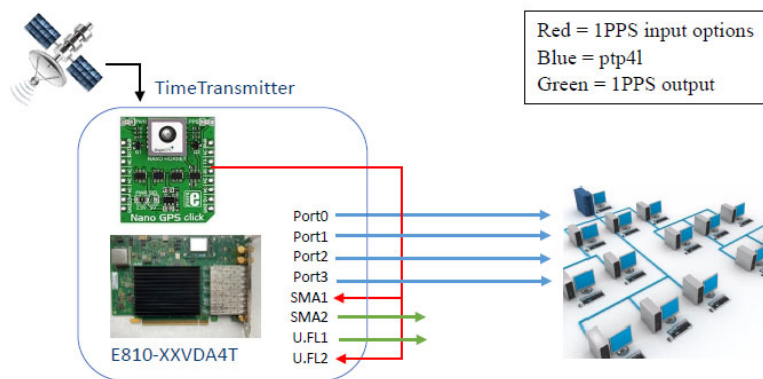 Red = 1PPS input options
Blue = ptp4l
Green = 1PPS output
TimeTransmitter
Nano GPS click
Port0
Port1
Port2
Port3
SMA1
SMA2
U.FL1
U.FL2
E810-XXVDA4T